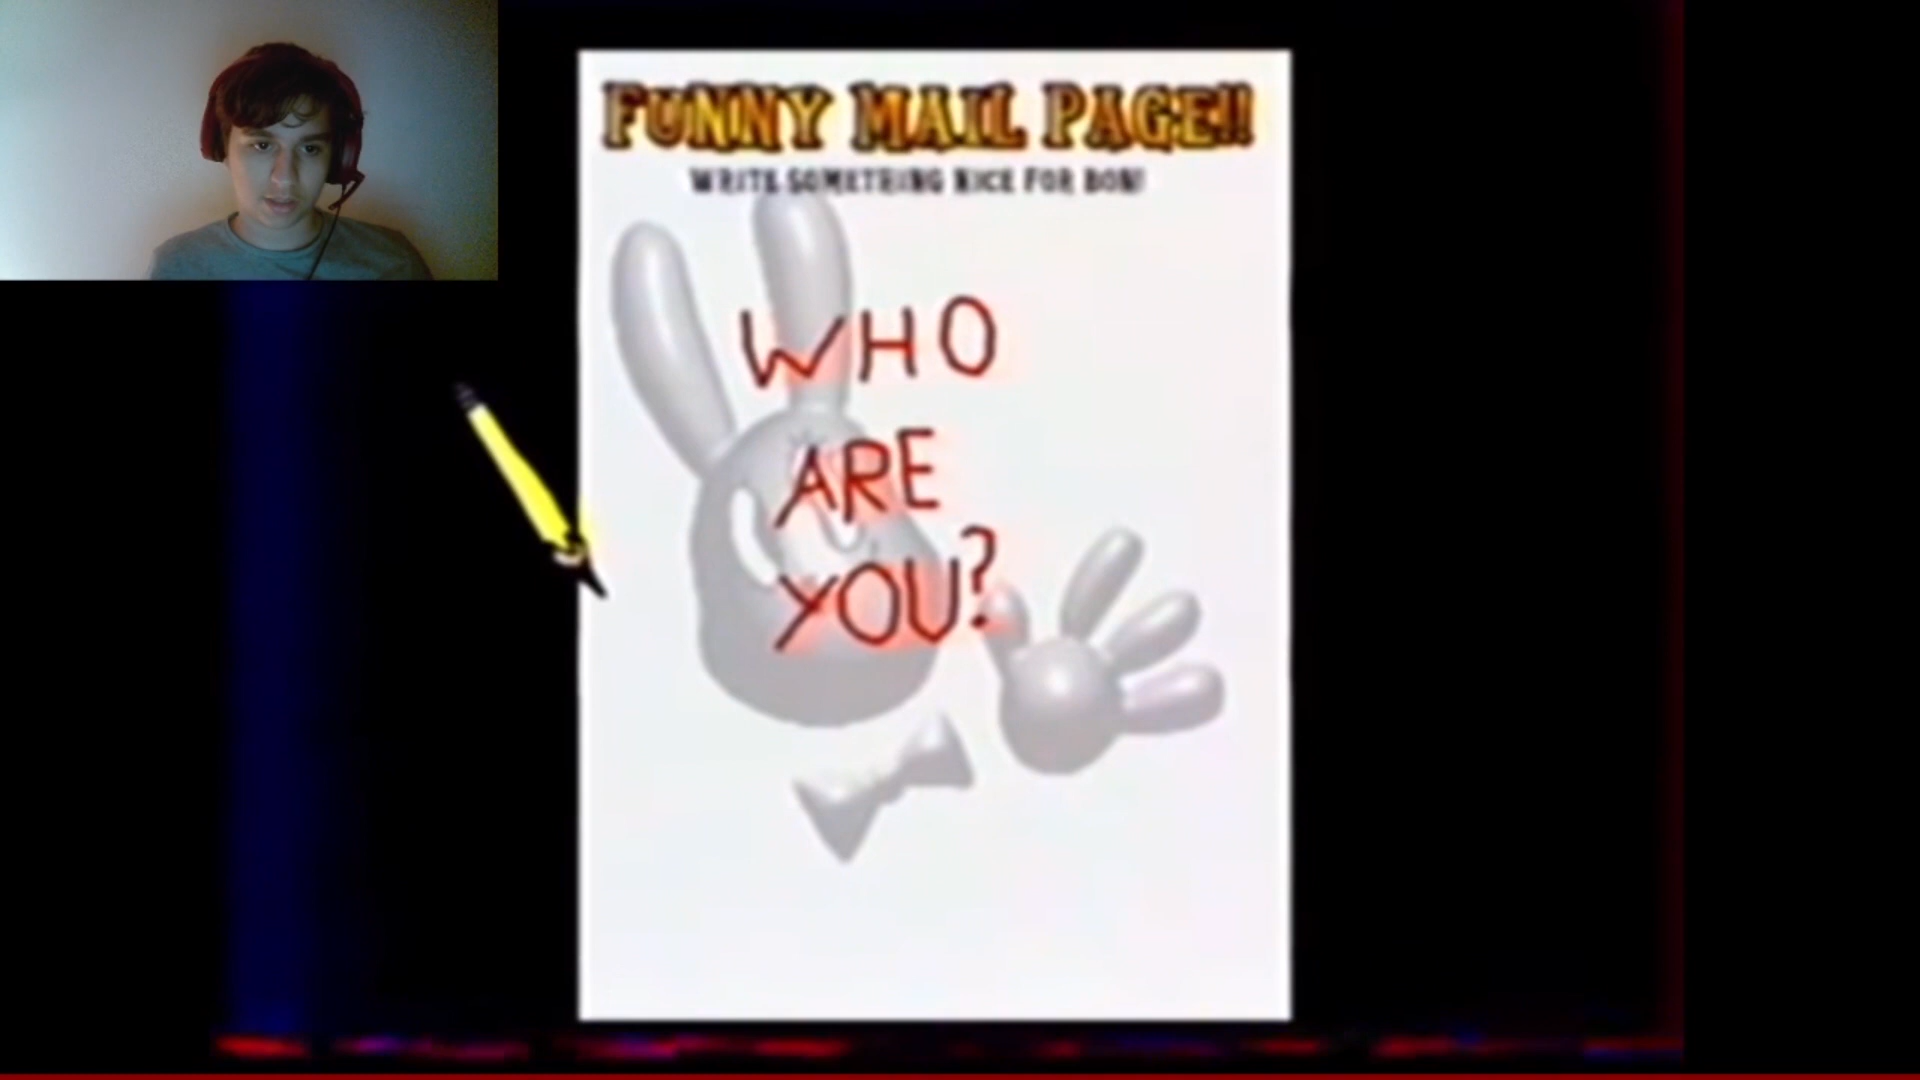 FUNNY MAIL PAGE!!
WRITE SOMETHING NICE FOR BON!
WHO
ARE
YOU?